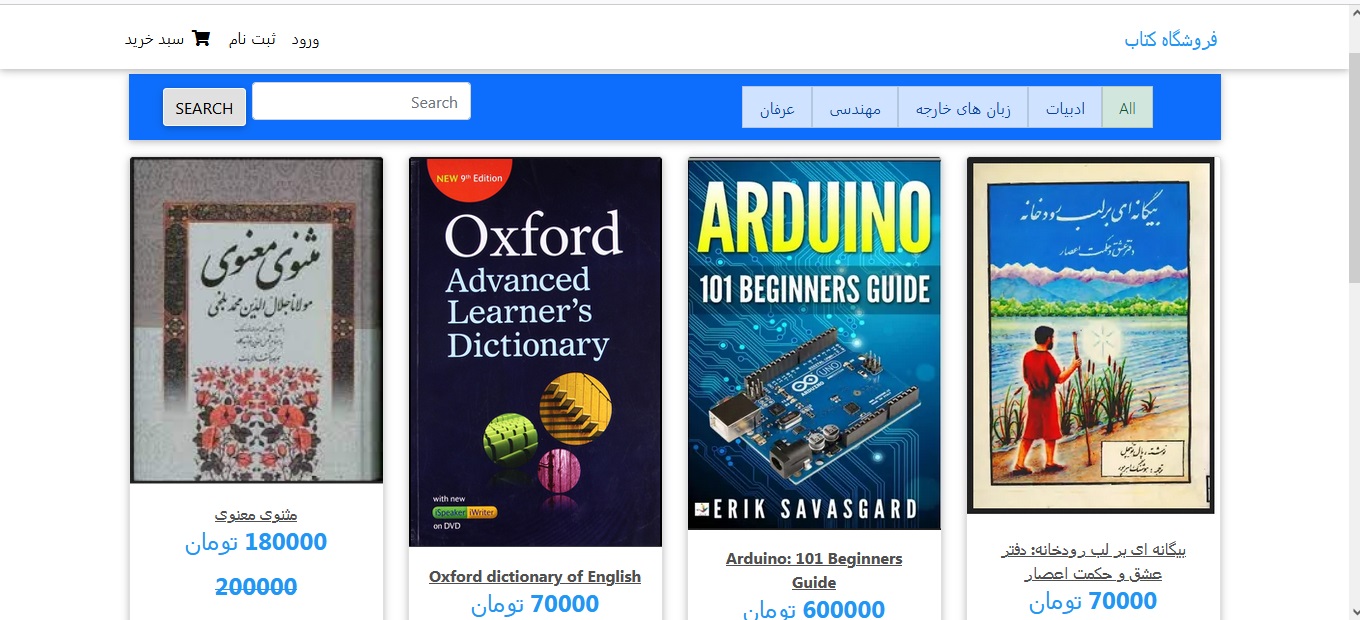 فروشگاه کتاب
ورود
ثبت نام
سبد خرید
All
ادبیات
زبان های خارجه
مهندسی
عرفان
Search
SEARCH
بیگانه ای بر لب رودخانه
دفتر عشق و حکمت اعصار
بیگانه ای بر لب رودخانه: دفتر
عشق و حکمت اعصار
70000 تومان
ARDUINO
101 BEGINNERS GUIDE
ARDUINO
UNO
ERIK SAVASGARD
Arduino: 101 Beginners
Guide
600000 تومان
NEW 9th Edition
Oxford
Advanced
Learner's
Dictionary
with new
iSpeaker iWriter
on DVD
Oxford dictionary of English
70000 تومان
مثنوی معنوی
مولانا جلال الدین محمد بلخی
مثنوی معنوی
180000 تومان
200000